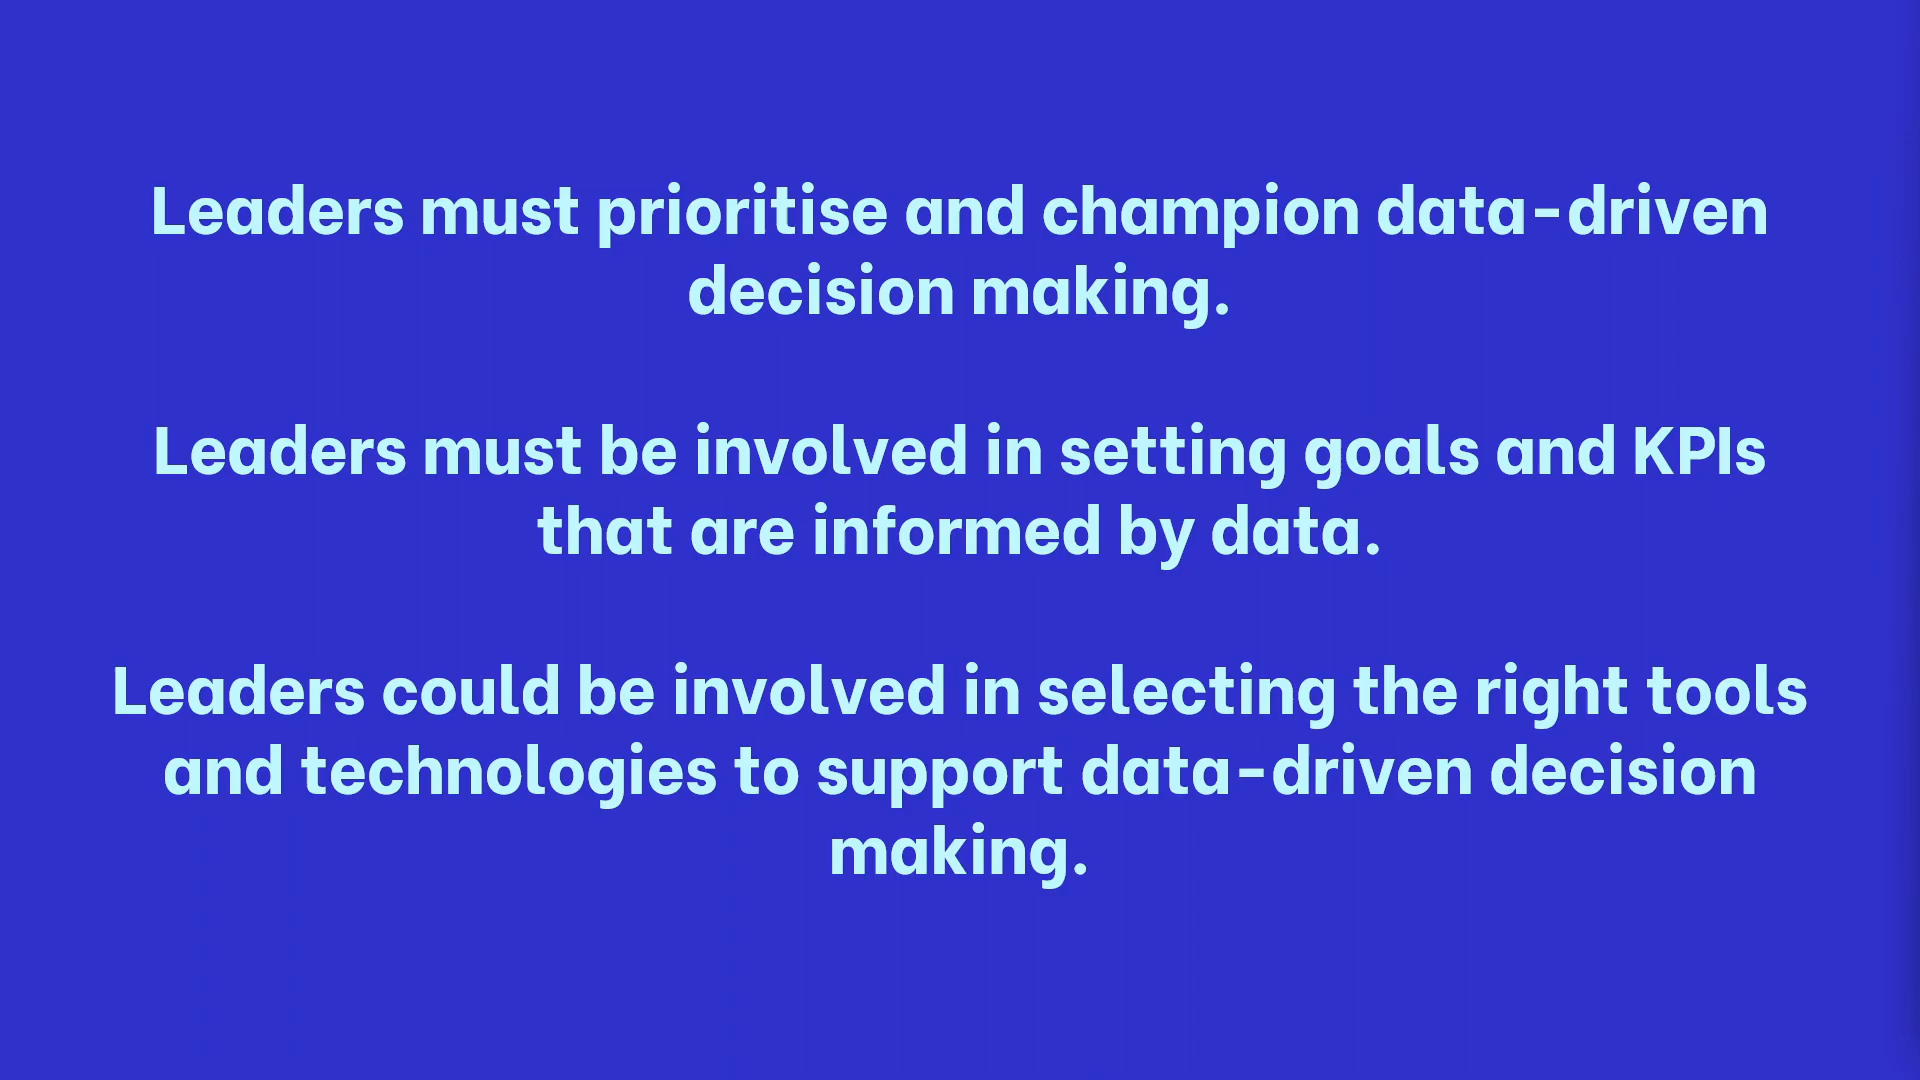 Leaders must prioritise and champion data-driven
decision making.
Leaders must be involved in setting goals and KPIs
that are informed by data.
Leaders could be involved in selecting the right tools
and technologies to support data-driven decision
making.